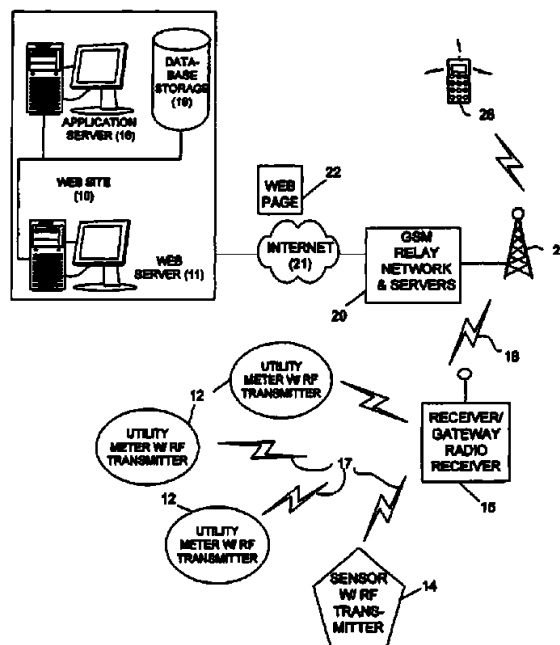 DATA-
BASE
STORAGE
(19)
APPLICATION
SERVER (16)
WEB SITE
(10)
WEB
SERVER (11)
WEB
PAGE
22
INTERNET
(21)
GSM
RELAY
NETWORK
& SERVERS
20
26
2
18
UTILITY
METER W/ RF
TRANSMITTER
12
UTILITY
METER W/ RF
TRANSMITTER
12
UTILITY
METER W/ RF
TRANSMITTER
12
17
RECEIVER/
GATEWAY
RADIO
RECEIVER
15
SENSOR
W/ RF
TRANS-
MITTER
14